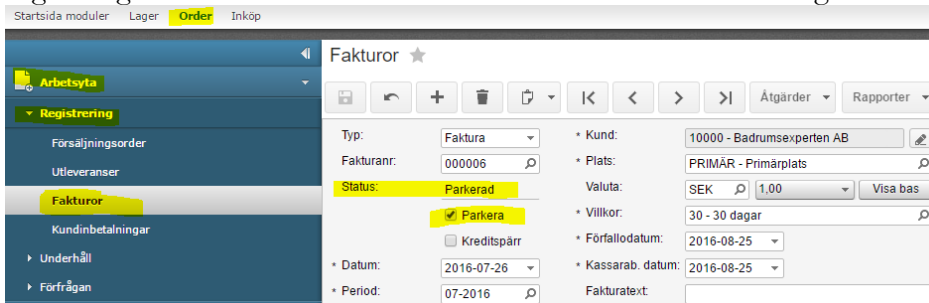 Startsida moduler Lager Order Inköp
Fakturor
Arbetsyta
Åtgärder Rapporter
Registrering
Typ: Faktura * Kund: 10000 - Badrumsexperten AB
Försäljningsorder
Fakturanr: 000006 * Plats: PRIMÄR - Primärplats
Utleveranser
Status: Parkerad Valuta: SEK 1,00 Visa bas
Fakturor
Parkera * Villkor: 30 - 30 dagar
Kundinbetalningar
Kreditspärr * Förfallodatum: 2016-08-25
Underhåll
* Datum: 2016-07-26 * Kassarab. datum: 2016-08-25
Förfrågan
* Period: 07-2016 Fakturatext: